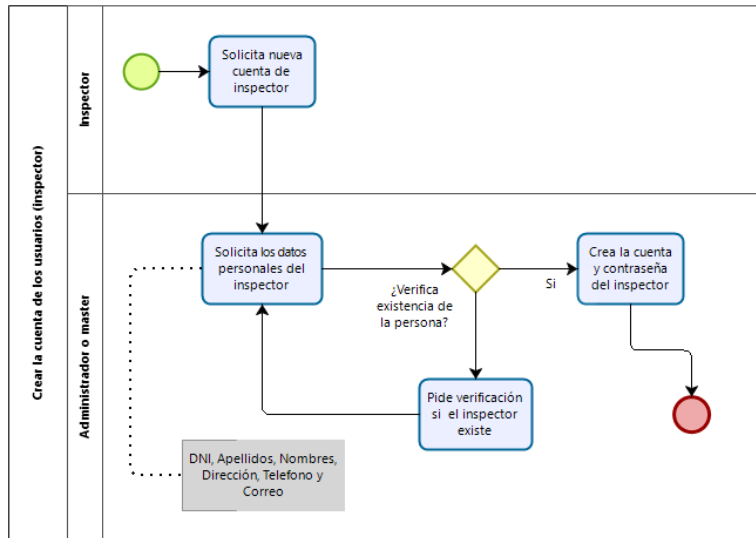 Crear la cuenta de los usuarios (inspector)
Inspector
Solicita nueva
cuenta de
inspector
Administrador o master
Solicita los datos
personales del
inspector
¿Verifica
existencia de
la persona?
Si
Crea la cuenta
y contraseña
del inspector
Pide verificación
si el inspector
existe
DNI, Apellidos, Nombres,
Dirección, Telefono y
Correo